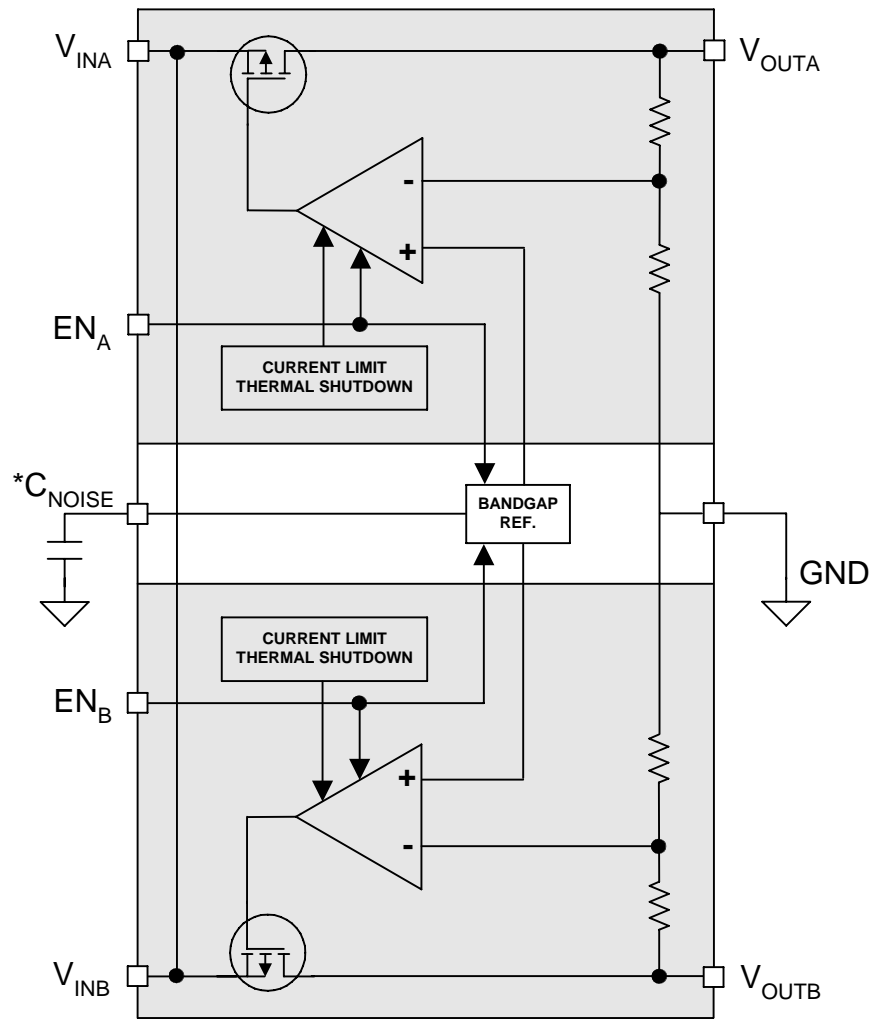 V_INA
V_OUTA
-
+
EN_A
CURRENT LIMIT
THERMAL SHUTDOWN
*C_NOISE
BANDGAP
REF.
GND
CURRENT LIMIT
THERMAL SHUTDOWN
EN_B
+
-
V_INB
V_OUTB